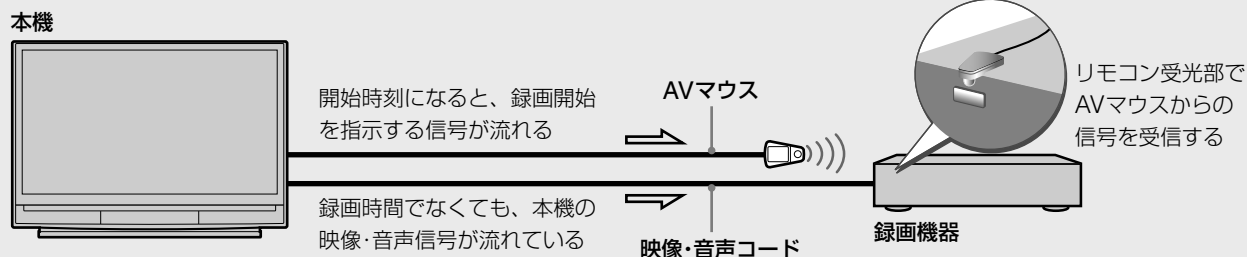 本機
開始時刻になると、録画開始
を指示する信号が流れる
AVマウス
リモコン受光部で
AVマウスからの
信号を受信する
録画時間でなくても、本機の
映像・音声信号が流れている
映像・音声コード
録画機器